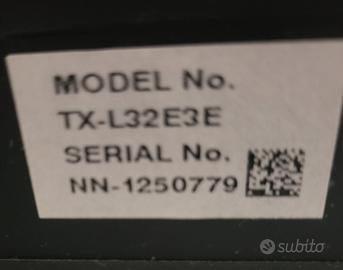 MODEL No.
TX-L32E3E
SERIAL No.
NN-1250779
subito